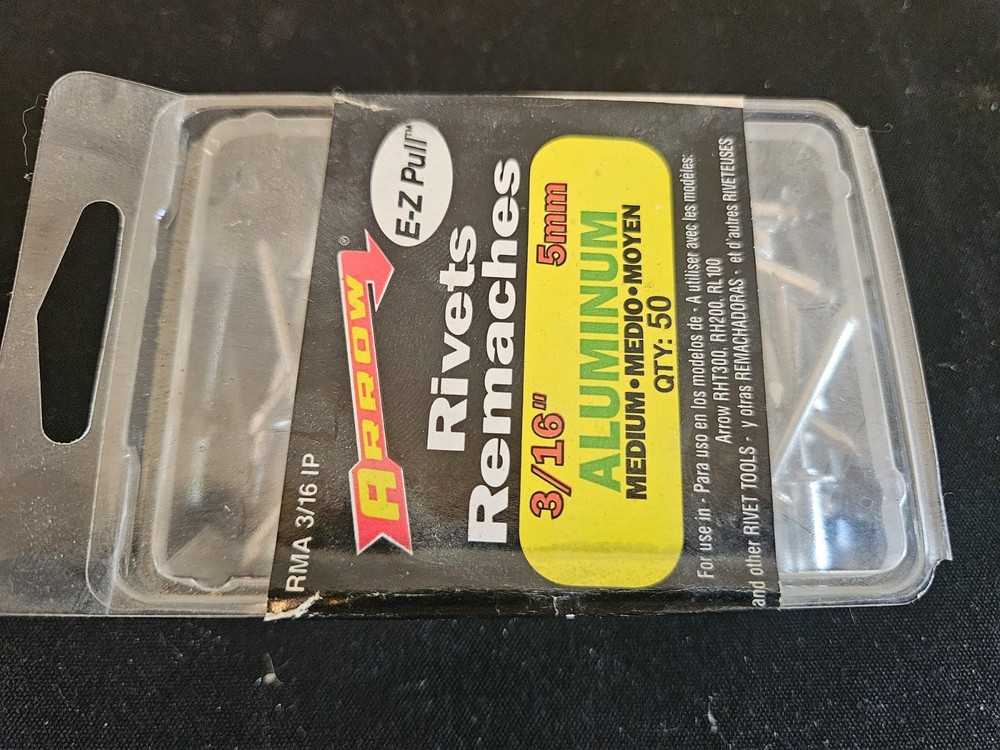 RMA 3/16 IP
ARROW®
E-Z Pull™
Rivets
Remaches
3/16" 5mm
ALUMINUM
MEDIUM•MEDIO•MOYEN
QTY: 50
For use in - Para uso en los modelos de - A utiliser avec les modèles:
Arrow RHT300, RH200, RL100
and other RIVET TOOLS - y otras REMACHADORAS - et d'autres RIVETEUSES